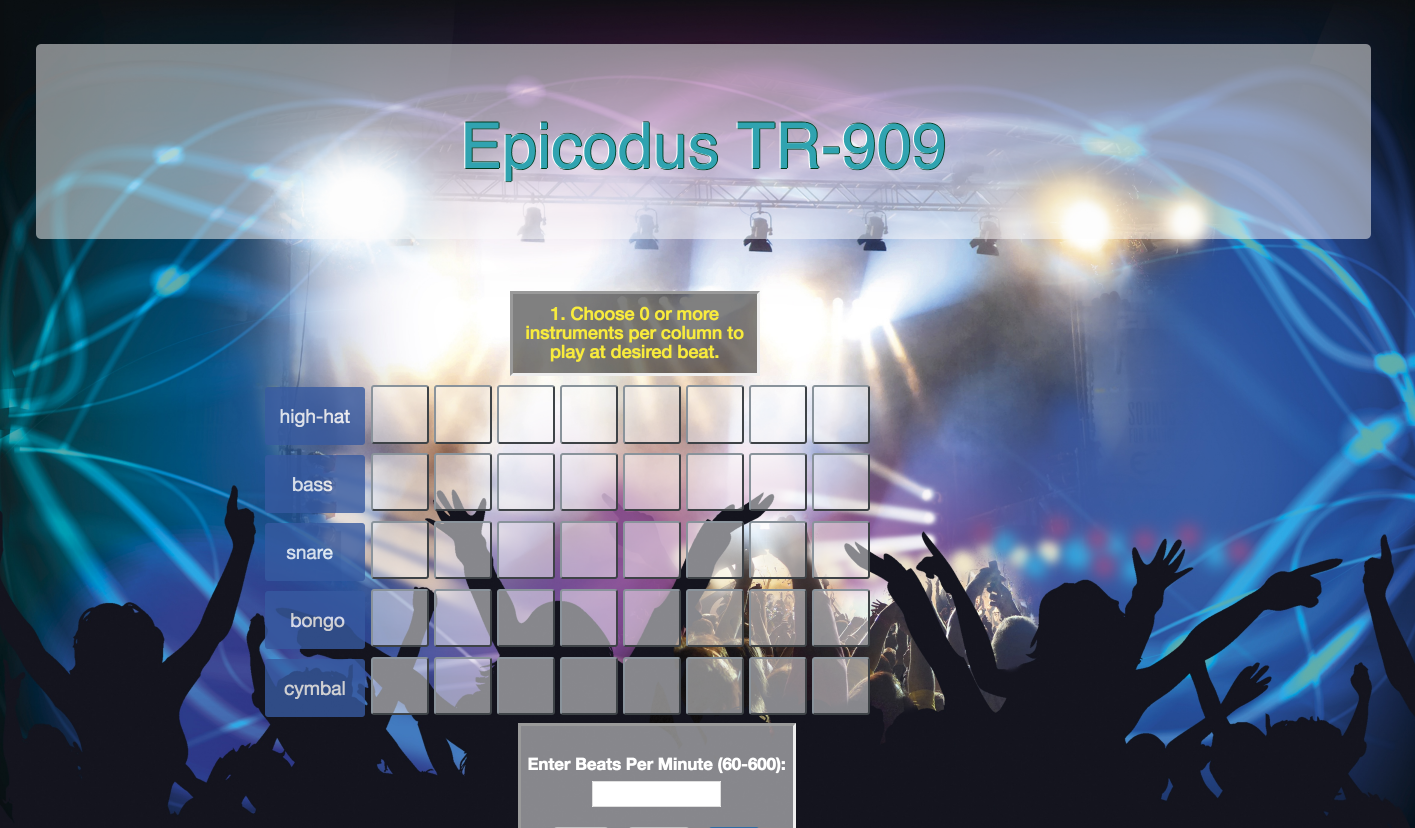 Epicodus TR-909
1. Choose 0 or more
instruments per column to
play at desired beat.
high-hat
bass
snare
bongo
cymbal
Enter Beats Per Minute (60-600):